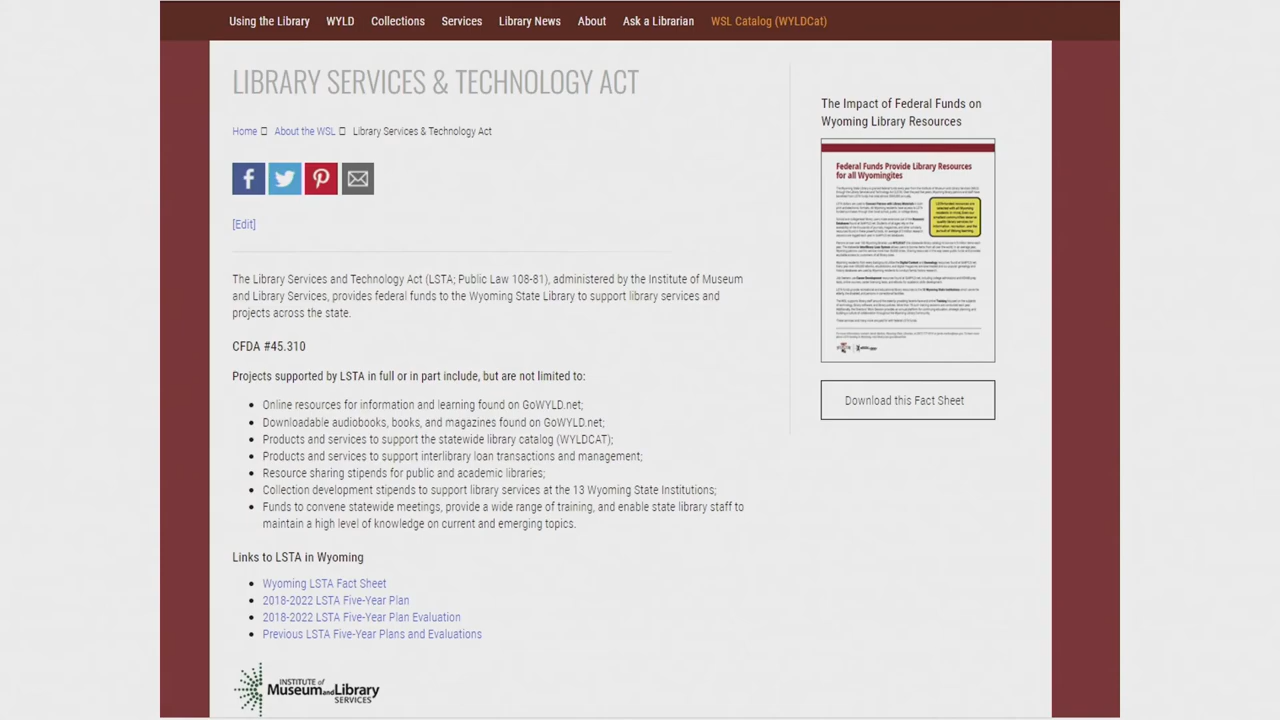 Using the Library WYLD Collections Services Library News About Ask a Librarian WSL Catalog (WYLDCat)
LIBRARY SERVICES & TECHNOLOGY ACT
Home About the WSL Library Services & Technology Act
[Edit]
The Library Services and Technology Act (LSTA; Public Law 108-81), administered by the Institute of Museum
and Library Services, provides federal funds to the Wyoming State Library to support library services and
projects across the state.
CFDA #45.310
Projects supported by LSTA in full or in part include, but are not limited to:
Online resources for information and learning found on GoWYLD.net;
Downloadable audiobooks, books, and magazines found on GoWYLD.net;
Products and services to support the statewide library catalog (WYLDCAT);
Products and services to support interlibrary loan transactions and management;
Resource sharing stipends for public and academic libraries;
Collection development stipends to support library services at the 13 Wyoming State Institutions;
Funds to convene statewide meetings, provide a wide range of training, and enable state library staff to
maintain a high level of knowledge on current and emerging topics.
Links to LSTA in Wyoming
Wyoming LSTA Fact Sheet
2018-2022 LSTA Five-Year Plan
2018-2022 LSTA Five-Year Plan Evaluation
Previous LSTA Five-Year Plans and Evaluations
INSTITUTE of
Museum and Library
SERVICES
The Impact of Federal Funds on
Wyoming Library Resources
Federal Funds Provide Library Resources
for all Wyomingites
Download this Fact Sheet